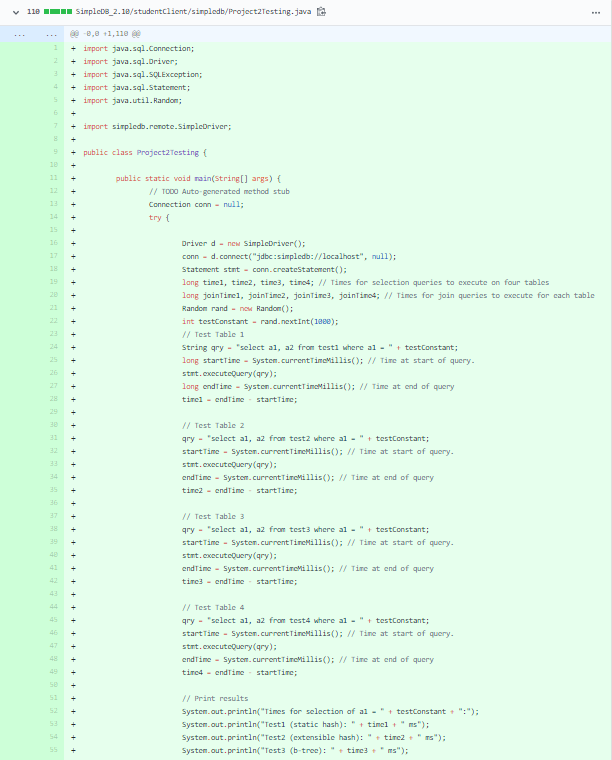 110 SimpleDB_2.10/studentClient/simpledb/Project2Testing.java
... ... @@ -0,0 +1,110 @@
1 + import java.sql.Connection;
2 + import java.sql.Driver;
3 + import java.sql.SQLException;
4 + import java.sql.Statement;
5 + import java.util.Random;
6 +
7 + import simpledb.remote.SimpleDriver;
8 +
9 + public class Project2Testing {
10 +
11 + public static void main(String[] args) {
12 + // TODO Auto-generated method stub
13 + Connection conn = null;
14 + try {
15 +
16 + Driver d = new SimpleDriver();
17 + conn = d.connect("jdbc:simpledb://localhost", null);
18 + Statement stmt = conn.createStatement();
19 + long time1, time2, time3, time4; // Times for selection queries to execute on four tables
20 + long joinTime1, joinTime2, joinTime3, joinTime4; // Times for join queries to execute for each table
21 + Random rand = new Random();
22 + int testConstant = rand.nextInt(1000);
23 + // Test Table 1
24 + String qry = "select a1, a2 from test1 where a1 = " + testConstant;
25 + long startTime = System.currentTimeMillis(); // Time at start of query.
26 + stmt.executeQuery(qry);
27 + long endTime = System.currentTimeMillis(); // Time at end of query
28 + time1 = endTime - startTime;
29 +
30 + // Test Table 2
31 + qry = "select a1, a2 from test2 where a1 = " + testConstant;
32 + startTime = System.currentTimeMillis(); // Time at start of query.
33 + stmt.executeQuery(qry);
34 + endTime = System.currentTimeMillis(); // Time at end of query
35 + time2 = endTime - startTime;
36 +
37 + // Test Table 3
38 + qry = "select a1, a2 from test3 where a1 = " + testConstant;
39 + startTime = System.currentTimeMillis(); // Time at start of query.
40 + stmt.executeQuery(qry);
41 + endTime = System.currentTimeMillis(); // Time at end of query
42 + time3 = endTime - startTime;
43 +
44 + // Test Table 4
45 + qry = "select a1, a2 from test4 where a1 = " + testConstant;
46 + startTime = System.currentTimeMillis(); // Time at start of query.
47 + stmt.executeQuery(qry);
48 + endTime = System.currentTimeMillis(); // Time at end of query
49 + time4 = endTime - startTime;
50 +
51 + // Print results
52 + System.out.println("Times for selection of a1 = " + testConstant + ":");
53 + System.out.println("Test1 (static hash): " + time1 + " ms");
54 + System.out.println("Test2 (extensible hash): " + time2 + " ms");
55 + System.out.println("Test3 (b-tree): " + time3 + " ms");